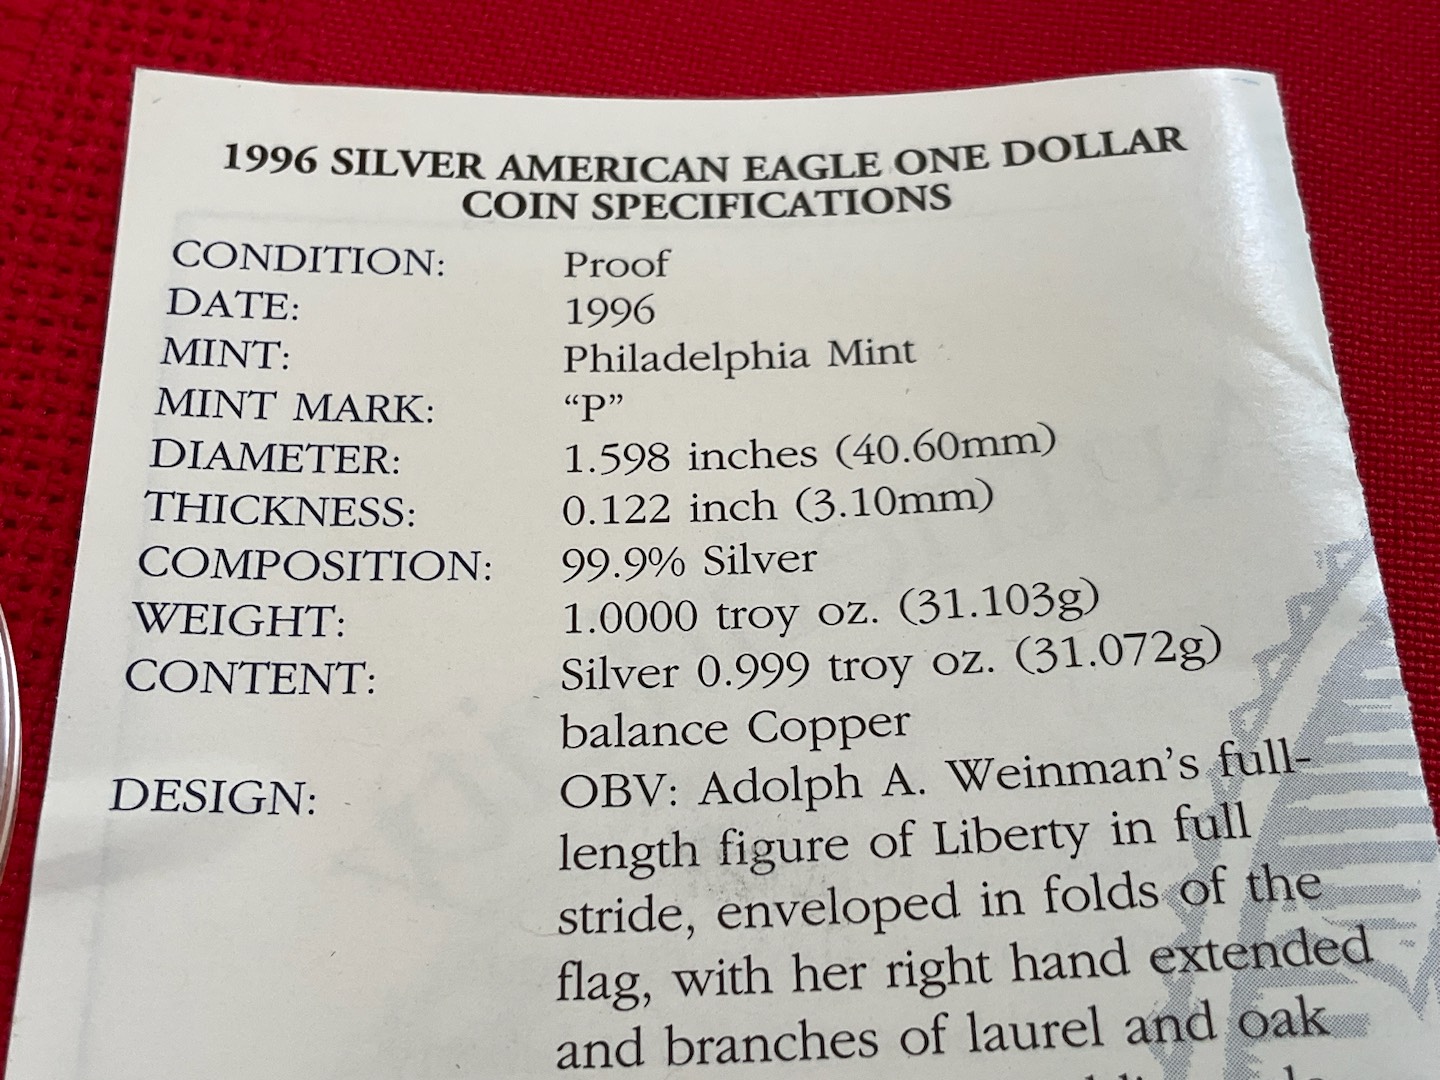 1996 SILVER AMERICAN EAGLE ONE DOLLAR
COIN SPECIFICATIONS
CONDITION: Proof
DATE: 1996
MINT: Philadelphia Mint
MINT MARK: “P”
DIAMETER: 1.598 inches (40.60mm)
THICKNESS: 0.122 inch (3.10mm)
COMPOSITION: 99.9% Silver
WEIGHT: 1.0000 troy oz. (31.103g)
CONTENT: Silver 0.999 troy oz. (31.072g)
balance Copper
DESIGN: OBV: Adolph A. Weinman’s full-
length figure of Liberty in full
stride, enveloped in folds of the
flag, with her right hand extended
and branches of laurel and oak